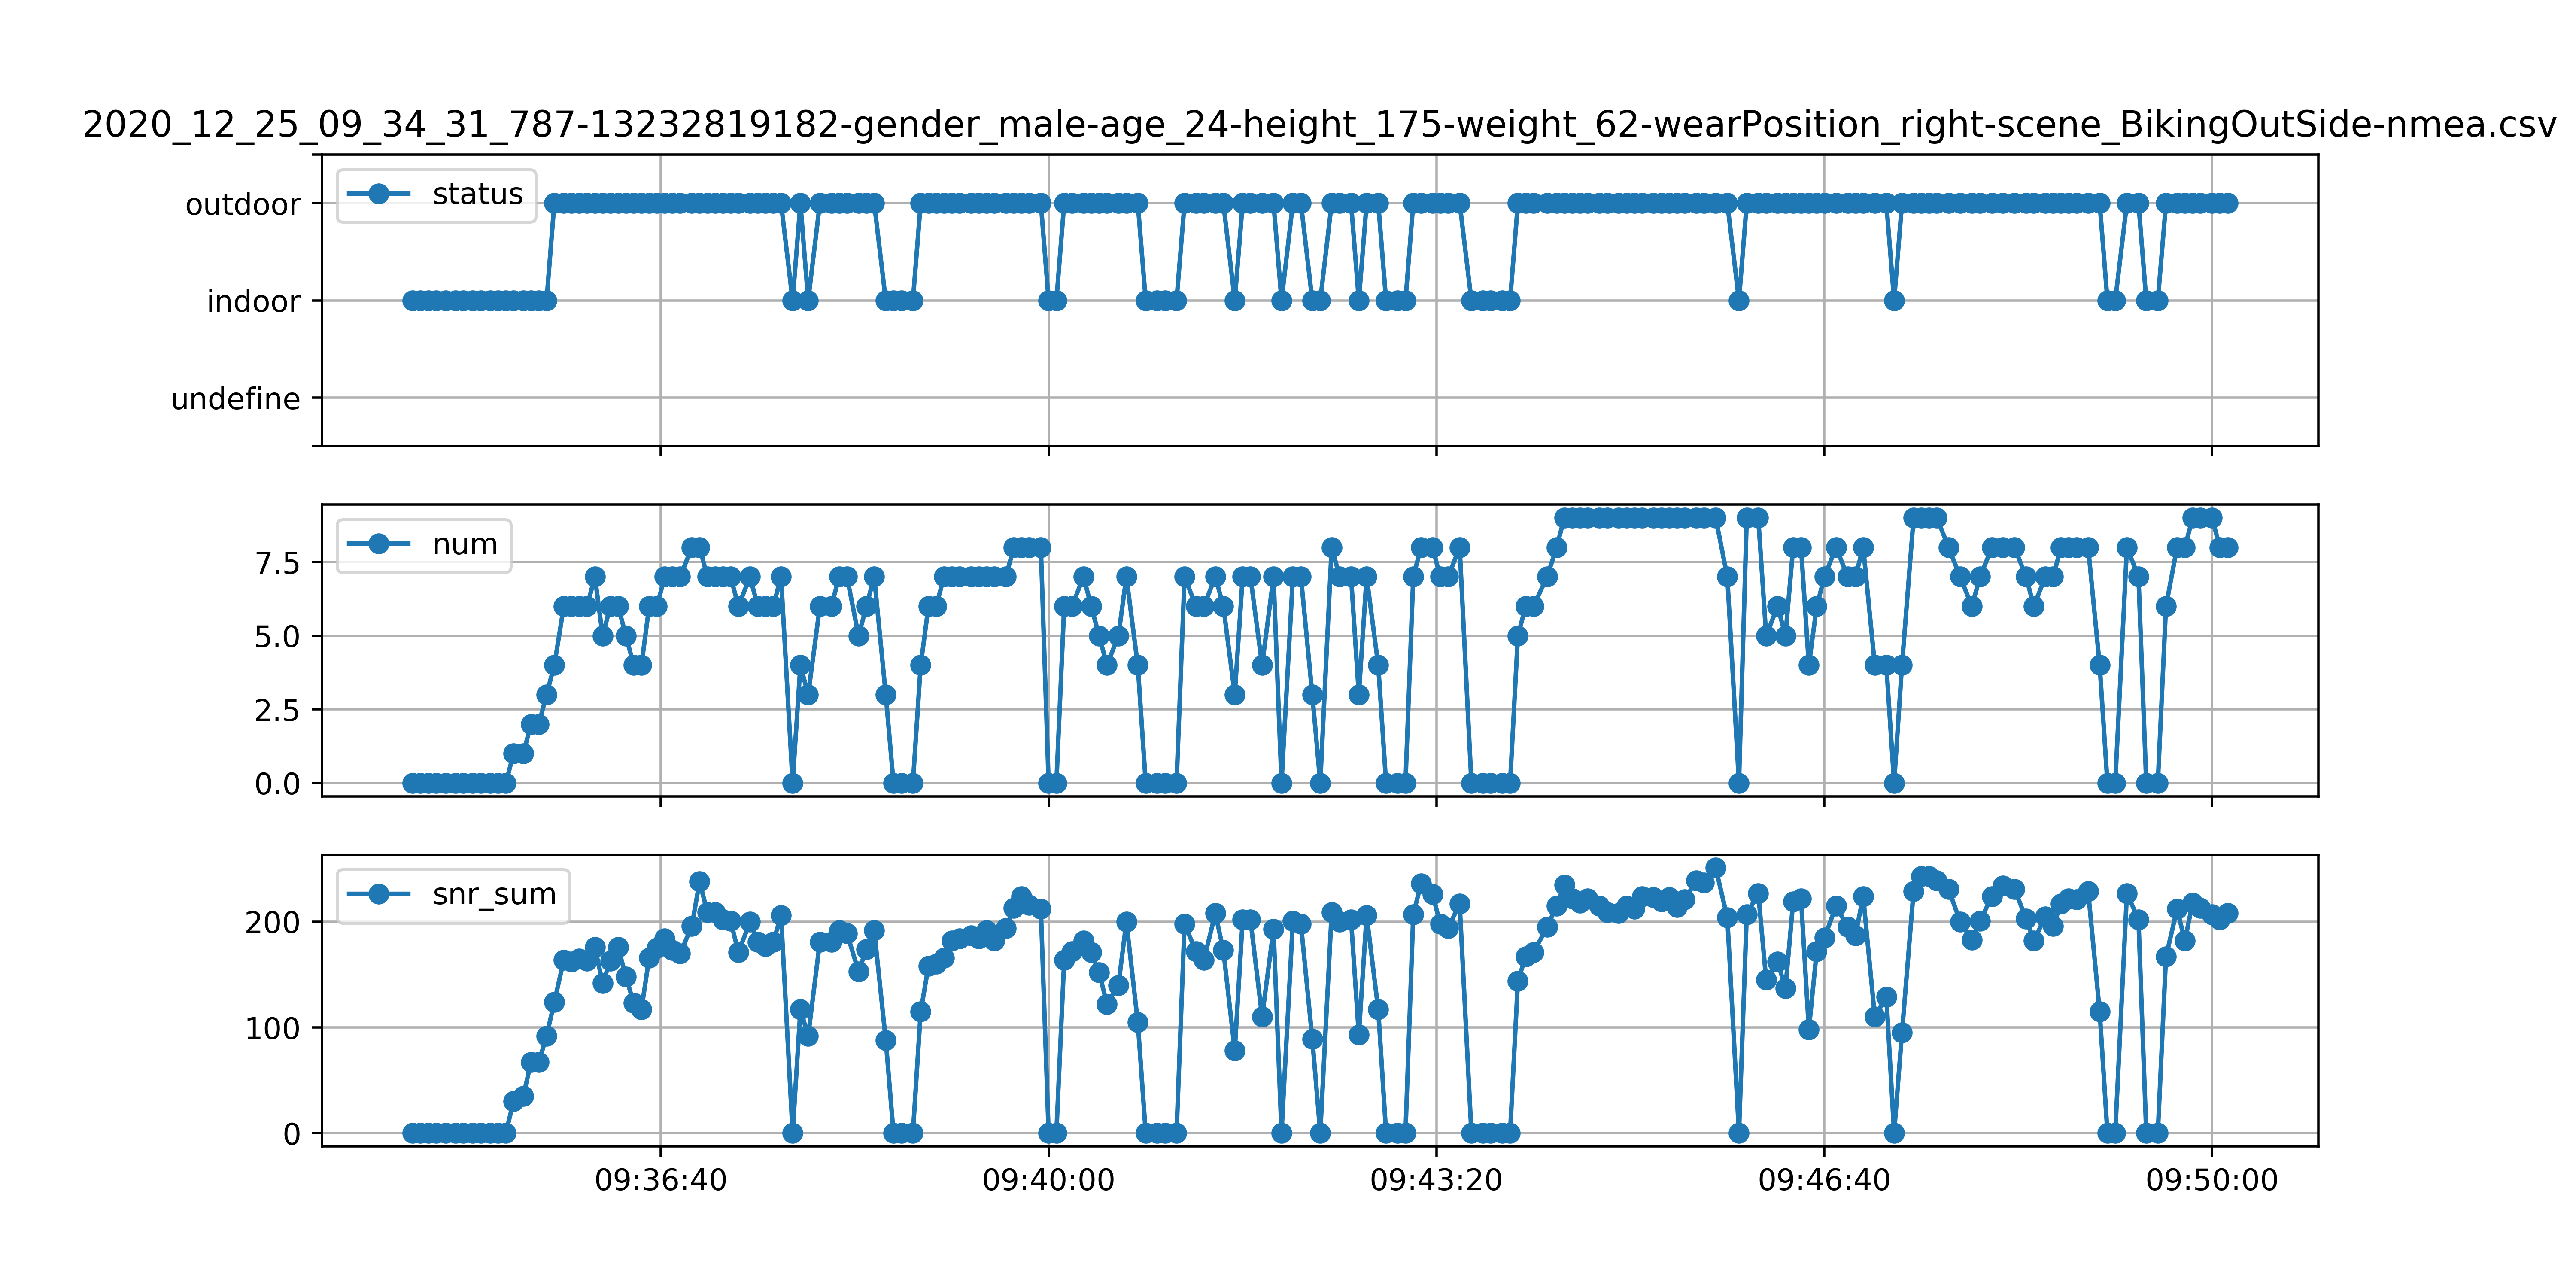 2020_12_25_09_34_31_787-13232819182-gender_male-age_24-height_175-weight_62-wearPosition_right-scene_BikingOutSide-nmea.csv
status
outdoor
indoor
undefine
num
7.5
5.0
2.5
0.0
snr_sum
200
100
0
09:36:40 09:40:00 09:43:20 09:46:40 09:50:00